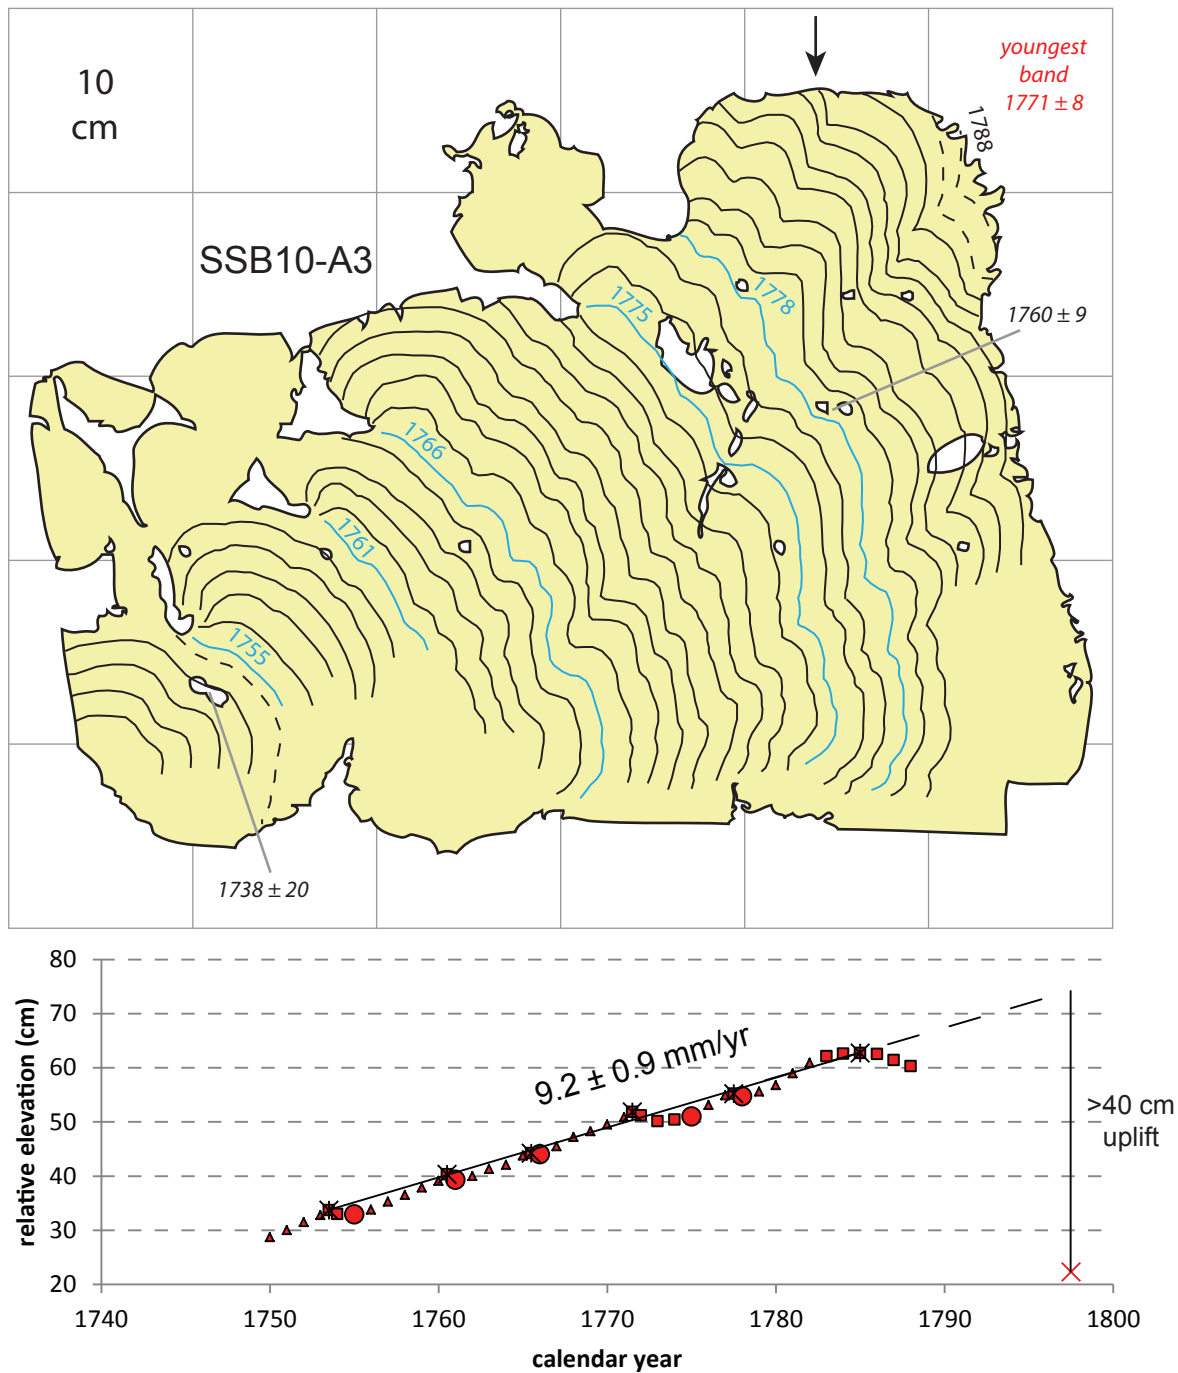 10
cm
youngest
band
1771 ± 8
1788
SSB10-A3
1775
1778
1760 ± 9
1766
1761
1755
1738 ± 20
80
70
60
50
40
30
20
relative elevation (cm)
9.2 ± 0.9 mm/yr
>40 cm
uplift
1740
1750
1760
1770
1780
1790
1800
calendar year